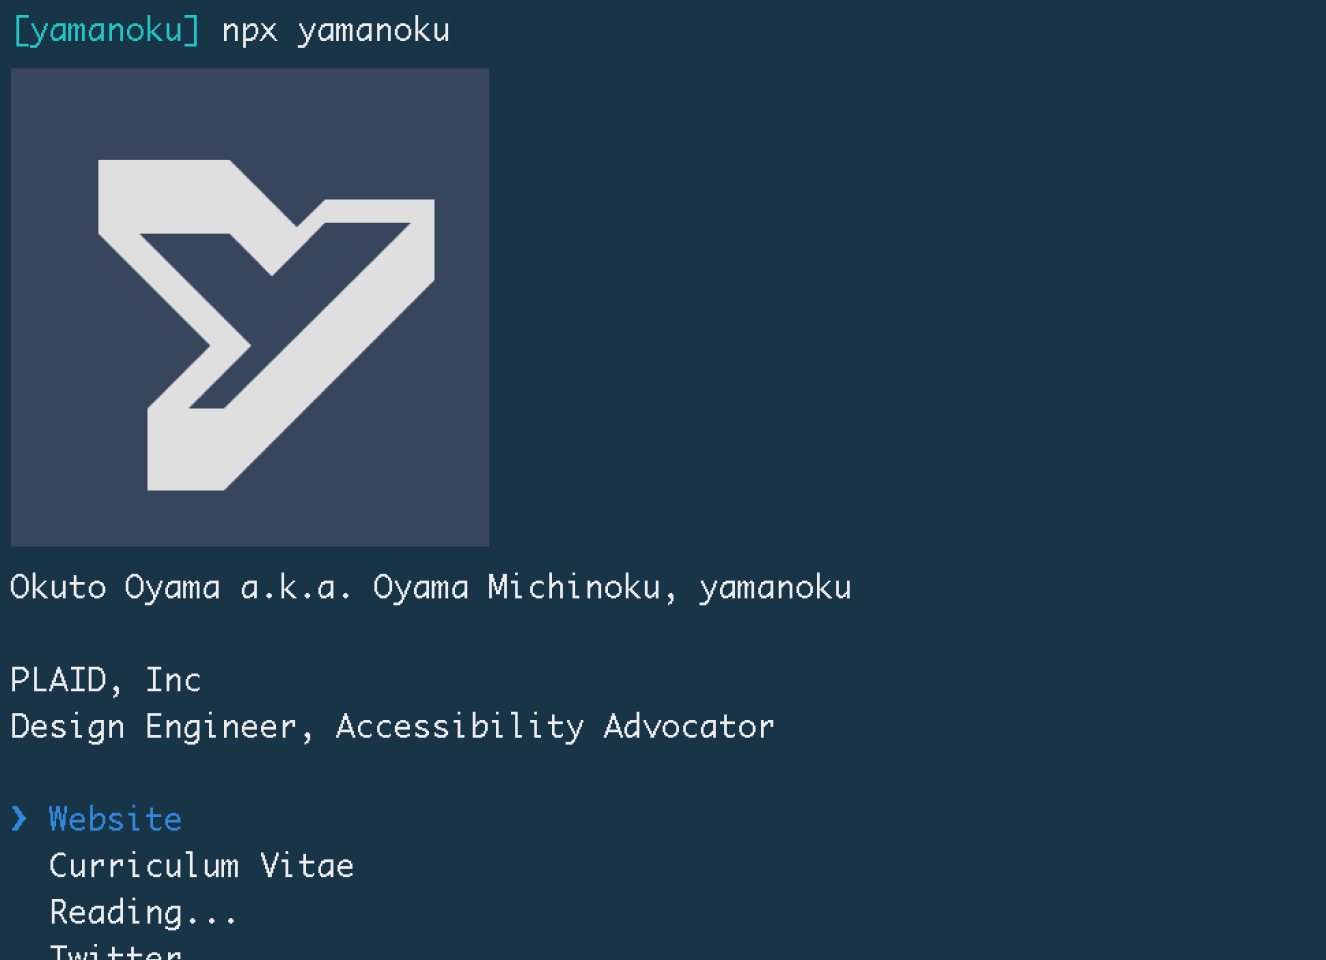 [yamanoku] npx yamanoku
Okuto Oyama a.k.a. Oyama Michinoku, yamanoku
PLAID, Inc
Design Engineer, Accessibility Advocator
❯ Website
Curriculum Vitae
Reading...
Twitter